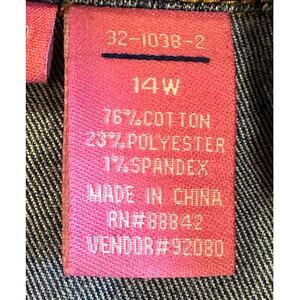 32-1038-2
14W
76%COTTON
23%POLYESTER
1%SPANDEX
MADE IN CHINA
RN#88842
VENDOR#92080